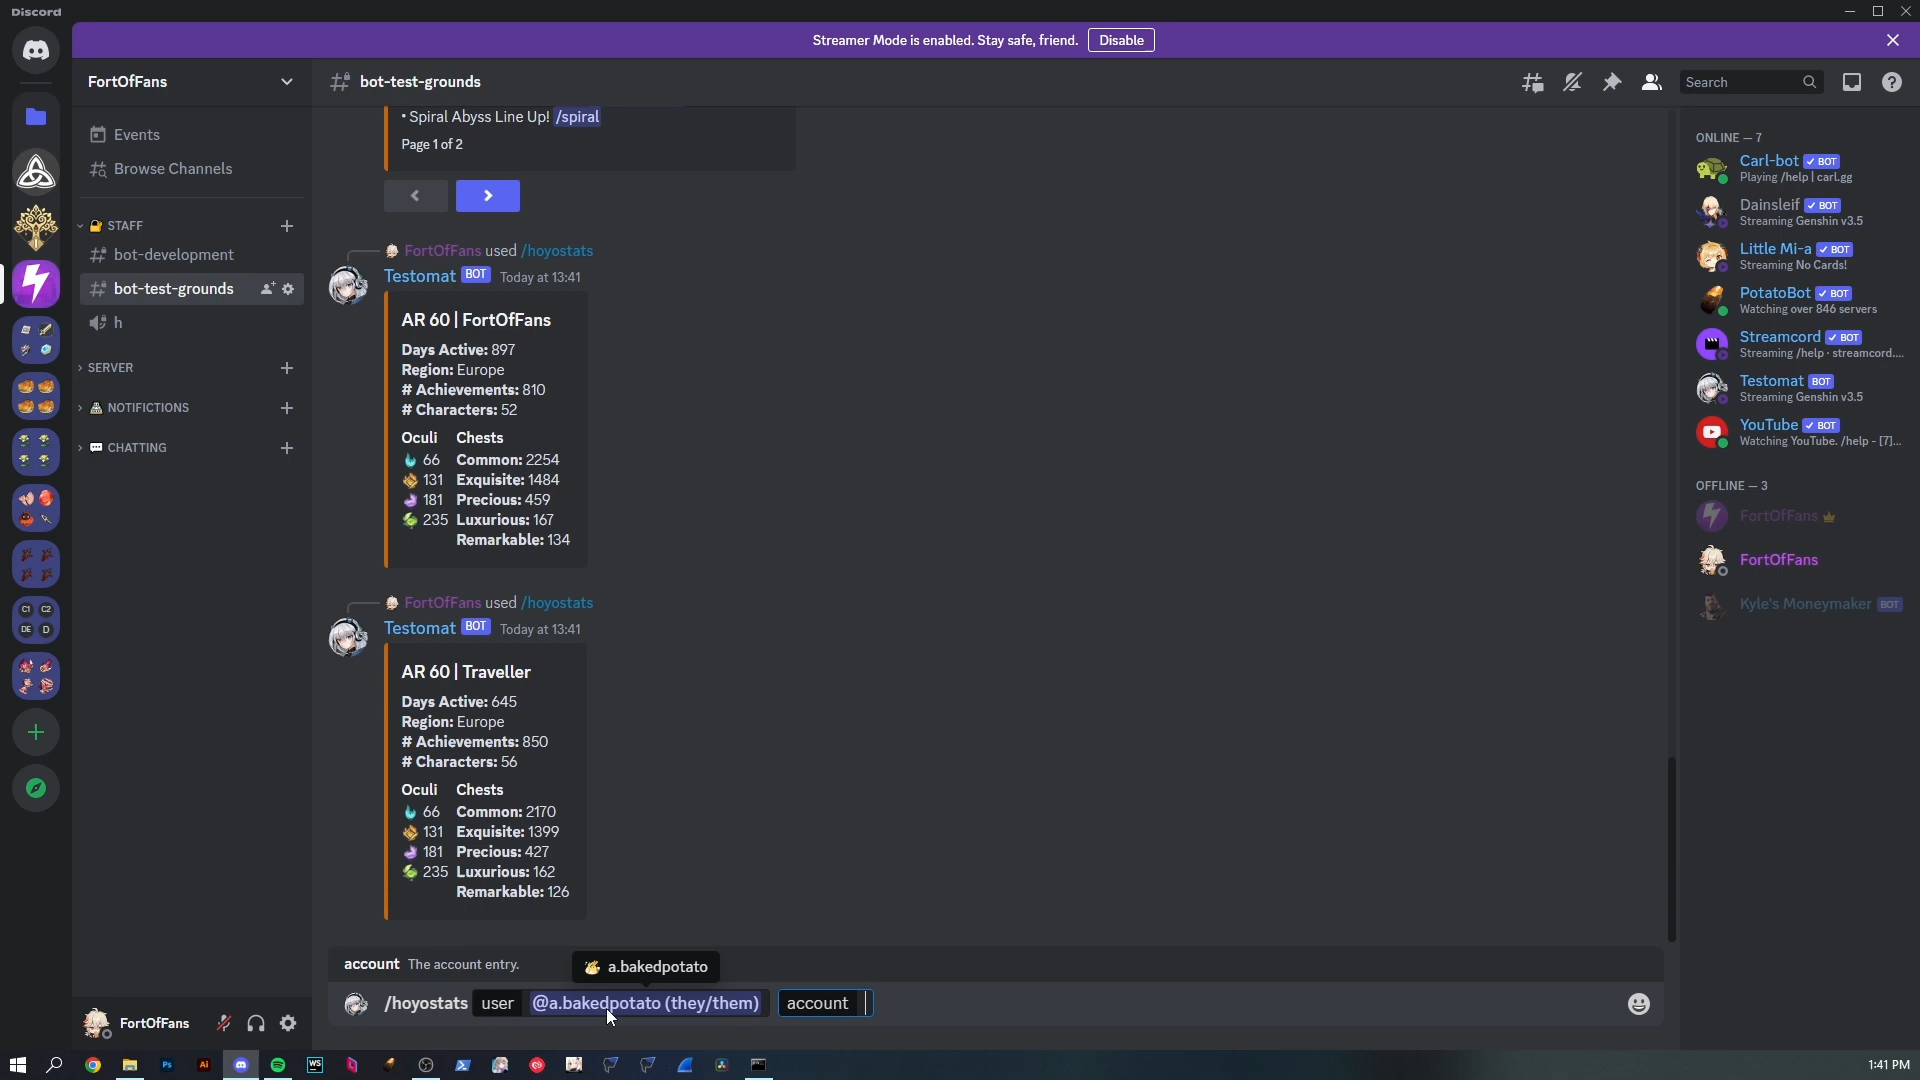 Discord
Streamer Mode is enabled. Stay safe, friend.
Disable
FortOfFans
bot-test-grounds
Search
Events
Browse Channels
STAFF
bot-development
bot-test-grounds
h
SERVER
NOTIFICTIONS
CHATTING
C1 C2
DE D
FortOfFans
• Spiral Abyss Line Up! /spiral
Page 1 of 2
FortOfFans used /hoyostats
Testomat BOT Today at 13:41
AR 60 | FortOfFans
Days Active: 897
Region: Europe
# Achievements: 810
# Characters: 52
Oculi Chests
66 Common: 2254
131 Exquisite: 1484
181 Precious: 459
235 Luxurious: 167
Remarkable: 134
FortOfFans used /hoyostats
Testomat BOT Today at 13:41
AR 60 | Traveller
Days Active: 645
Region: Europe
# Achievements: 850
# Characters: 56
Oculi Chests
66 Common: 2170
131 Exquisite: 1399
181 Precious: 427
235 Luxurious: 162
Remarkable: 126
account The account entry.
a.bakedpotato
/hoyostats user @a.bakedpotato (they/them) account
ONLINE — 7
Carl-bot BOT
Playing /help | carl.gg
Dainsleif BOT
Streaming Genshin v3.5
Little Mi-a BOT
Streaming No Cards!
PotatoBot BOT
Watching over 846 servers
Streamcord BOT
Streaming /help · streamcord....
Testomat BOT
Streaming Genshin v3.5
YouTube BOT
Watching YouTube. /help - [7]...
OFFLINE — 3
FortOfFans
FortOfFans
Kyle's Moneymaker BOT
Ps
Ai
WS
1:41 PM